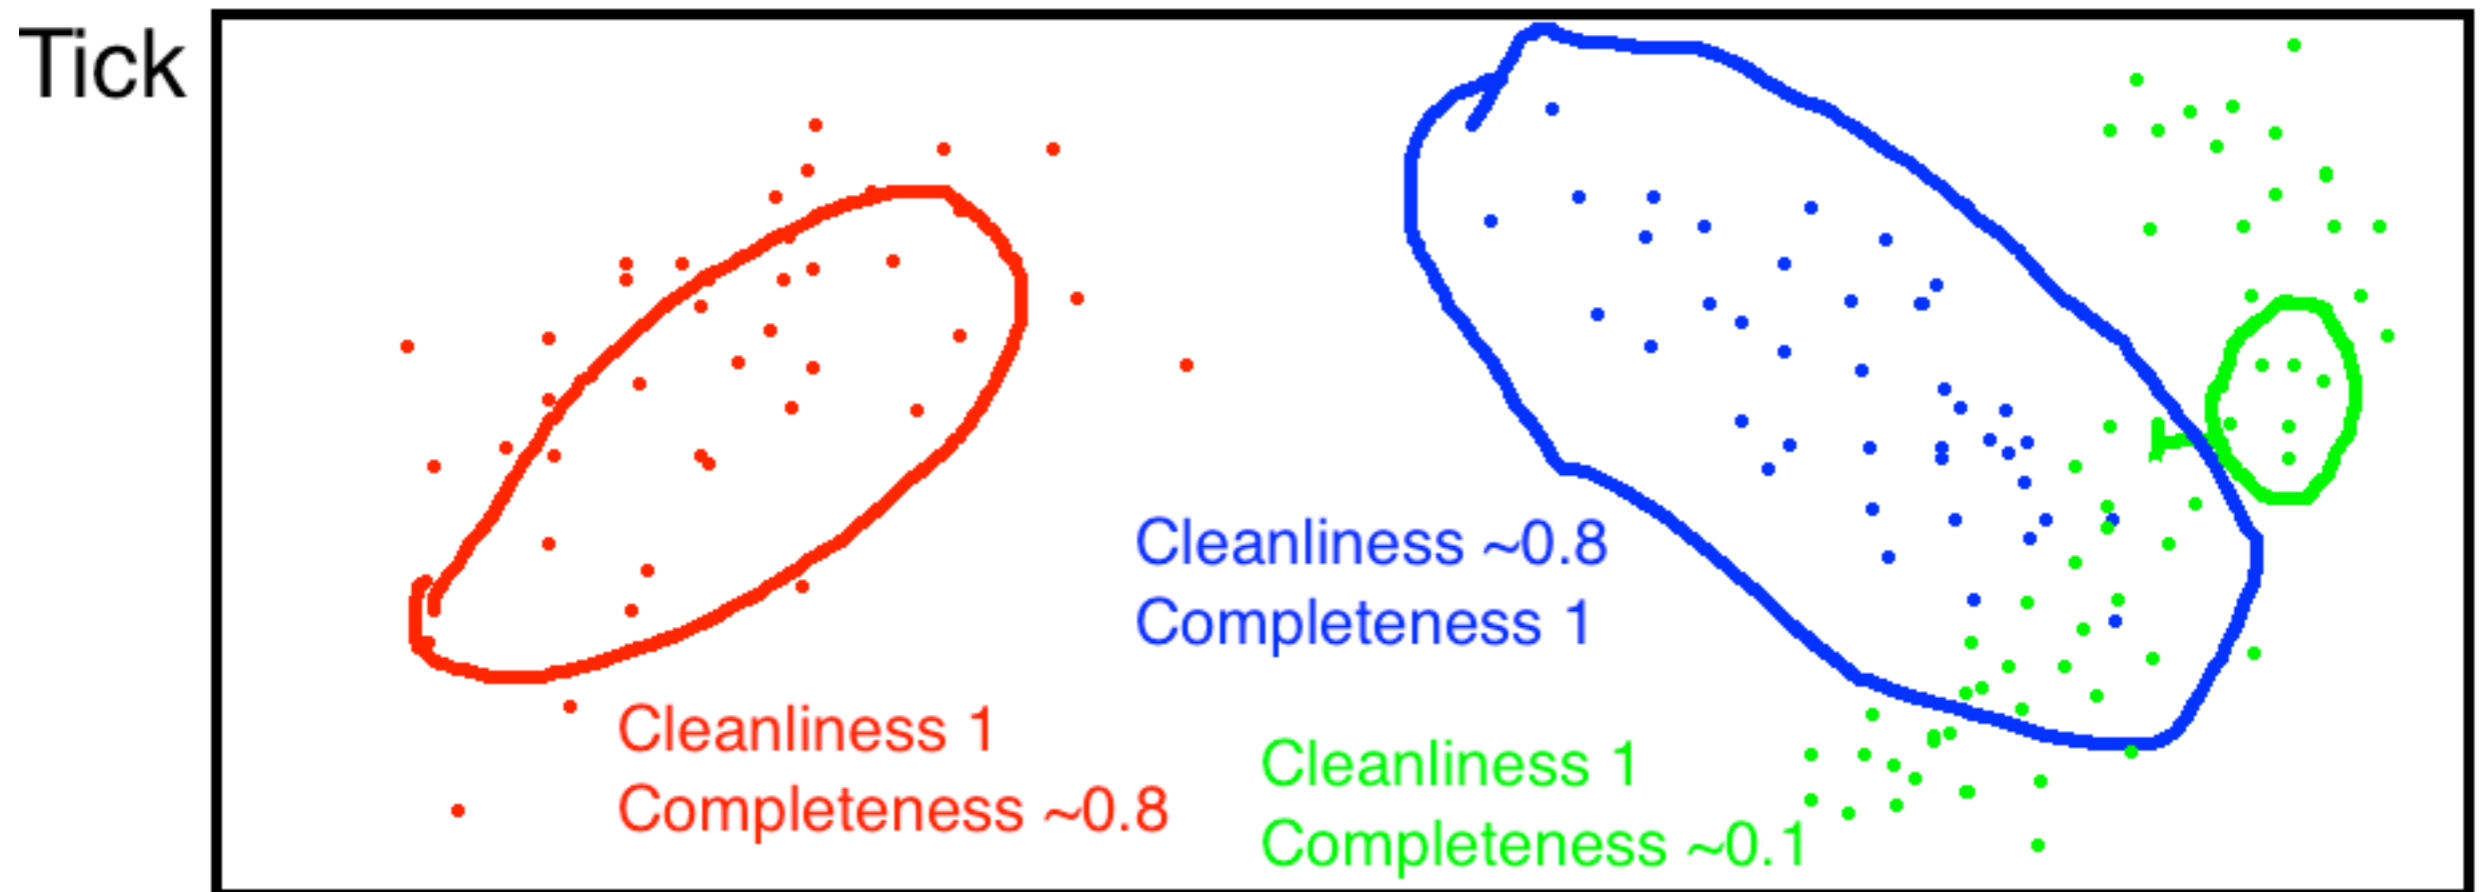 Tick
Cleanliness ~0.8
Completeness 1
Cleanliness 1
Completeness ~0.8
Cleanliness 1
Completeness ~0.1